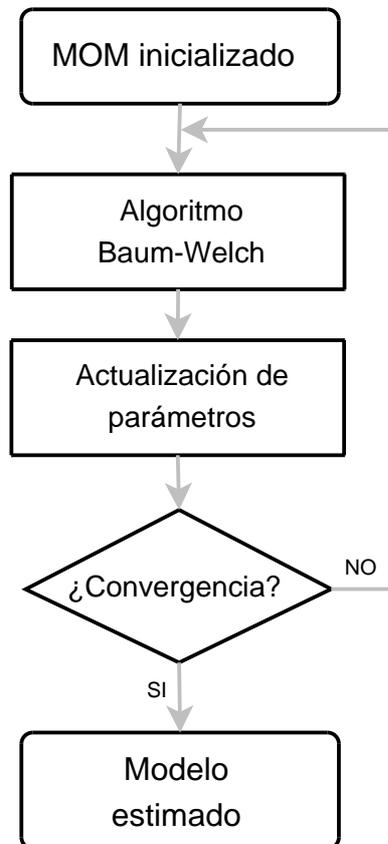 MOM inicializado
Algoritmo
Baum-Welch
Actualización de
parámetros
¿Convergencia?
NO
SI
Modelo
estimado